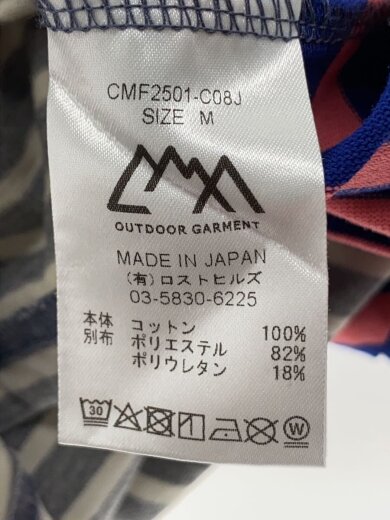 CMF2501-C08J
SIZE M
CMF
OUTDOOR GARMENT
MADE IN JAPAN
(有)ロストヒルズ
03-5830-6225
本体 コットン 100%
別布 ポリエステル 82%
ポリウレタン 18%
30
W